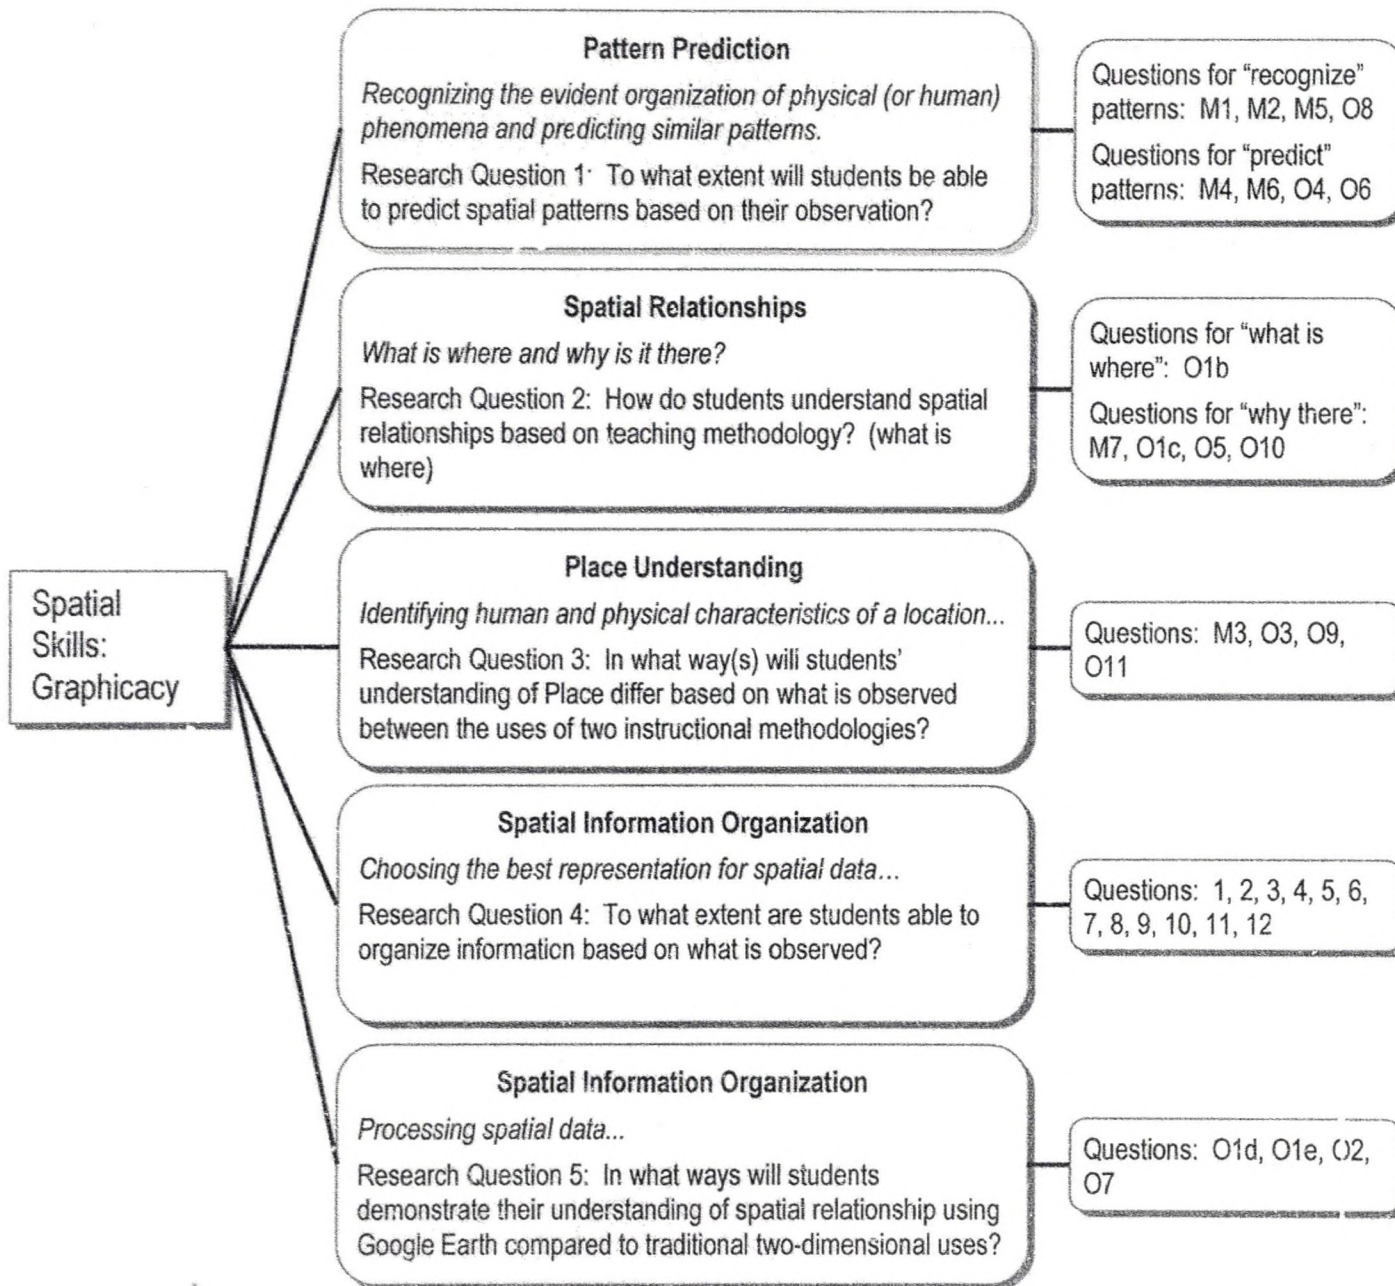 Pattern Prediction
Recognizing the evident organization of physical (or human)
phenomena and predicting similar patterns.
Research Question 1: To what extent will students be able
to predict spatial patterns based on their observation?
Questions for “recognize”
patterns: M1, M2, M5, O8
Questions for “predict”
patterns: M4, M6, O4, O6
Spatial Relationships
What is where and why is it there?
Research Question 2: How do students understand spatial
relationships based on teaching methodology? (what is
where)
Questions for “what is
where”: O1b
Questions for “why there”:
M7, O1c, O5, O10
Spatial
Skills:
Graphicacy
Place Understanding
Identifying human and physical characteristics of a location...
Research Question 3: In what way(s) will students’
understanding of Place differ based on what is observed
between the uses of two instructional methodologies?
Questions: M3, O3, O9,
O11
Spatial Information Organization
Choosing the best representation for spatial data...
Research Question 4: To what extent are students able to
organize information based on what is observed?
Questions: 1, 2, 3, 4, 5, 6,
7, 8, 9, 10, 11, 12
Spatial Information Organization
Processing spatial data...
Research Question 5: In what ways will students
demonstrate their understanding of spatial relationship using
Google Earth compared to traditional two-dimensional uses?
Questions: O1d, O1e, O2,
O7